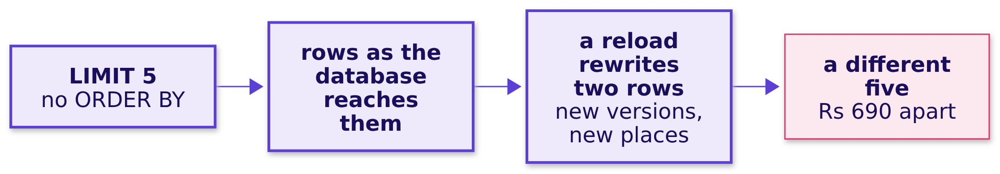 LIMIT 5
no ORDER BY
rows as the
database
reaches
them
a reload
rewrites
two rows
new versions,
new places
a different
five
Rs 690 apart